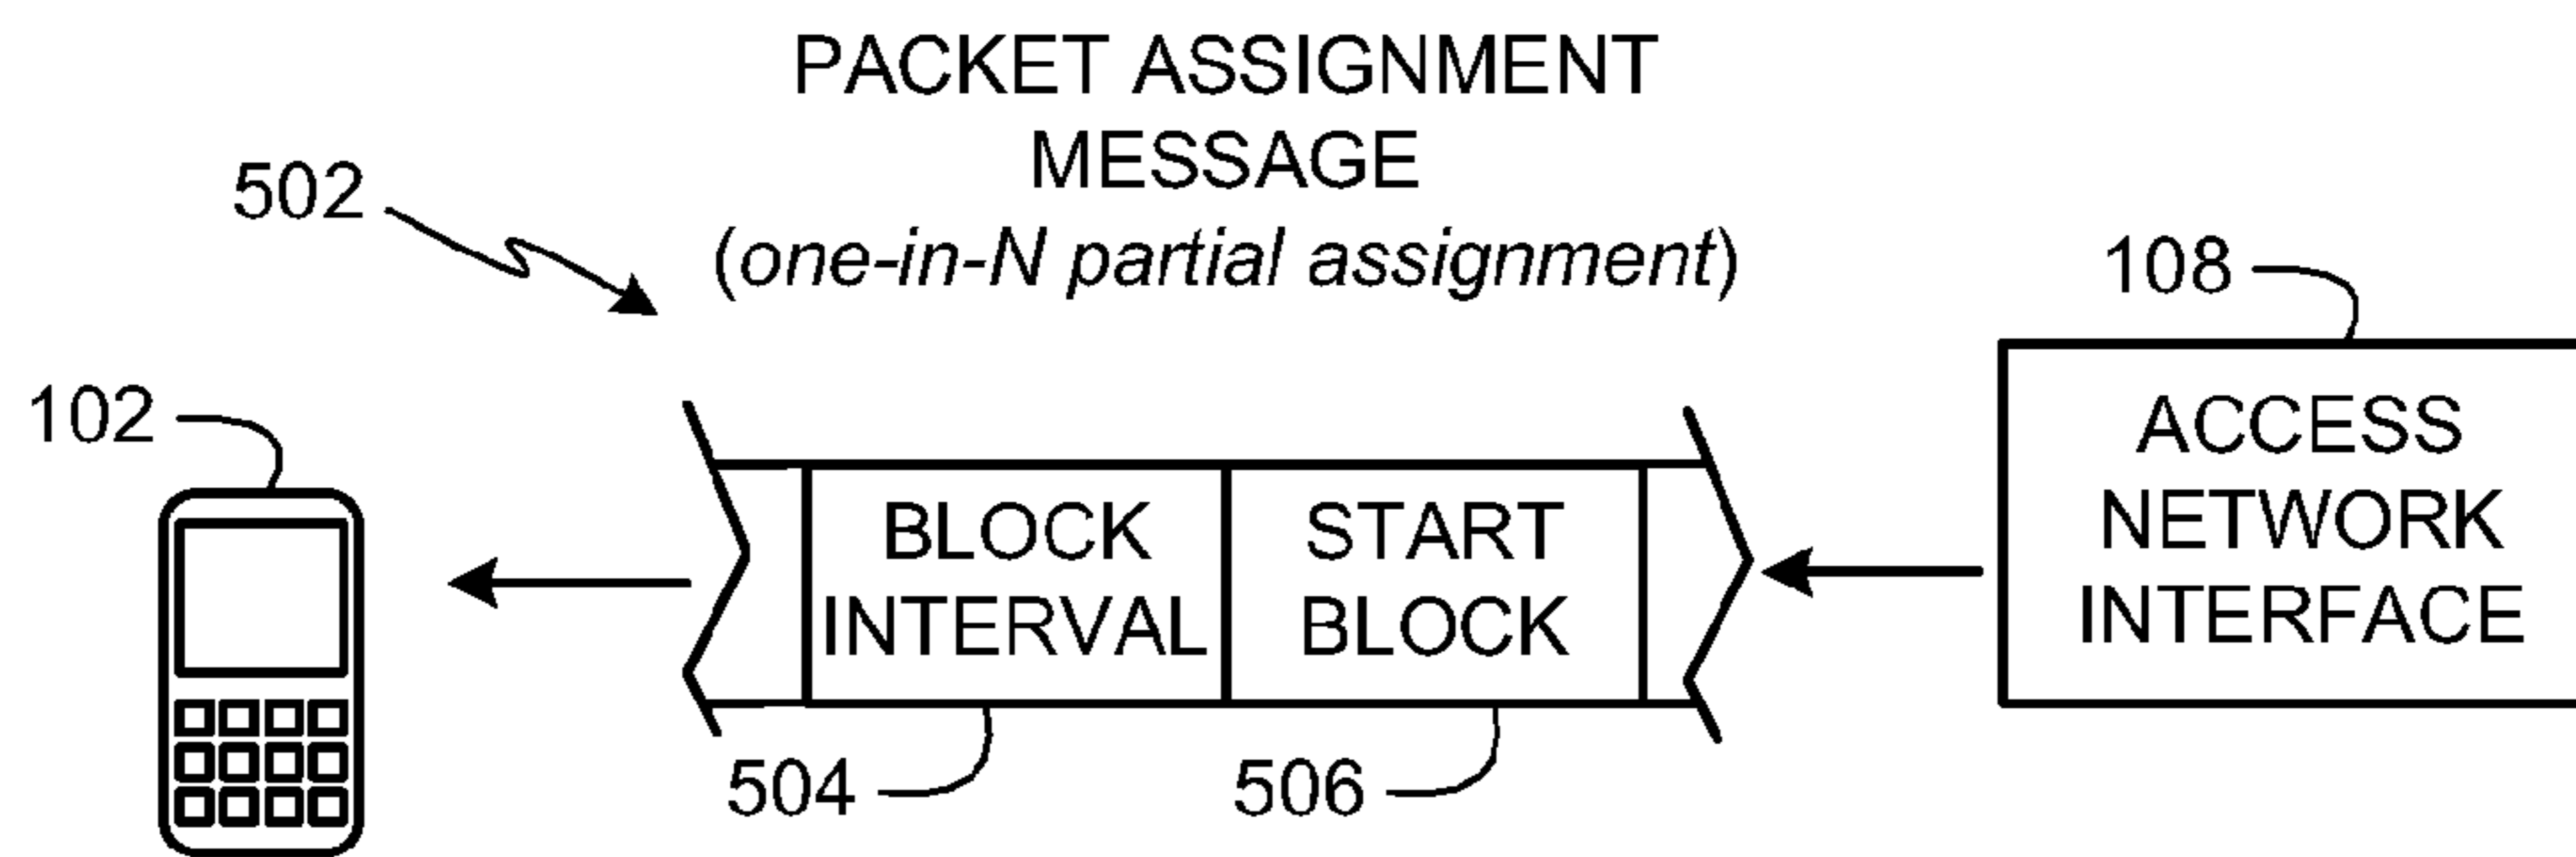 PACKET ASSIGNMENT
MESSAGE
(one-in-N partial assignment)
502
108
102
ACCESS
NETWORK
INTERFACE
BLOCK
INTERVAL
START
BLOCK
504
506